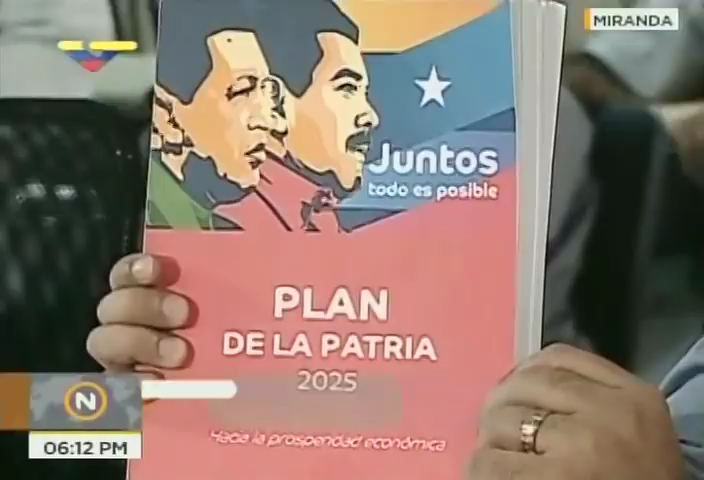 MIRANDA
Juntos
todo es posible
PLAN
DE LA PATRIA
2025
Hacia la prosperidad económica
N
06:12 PM